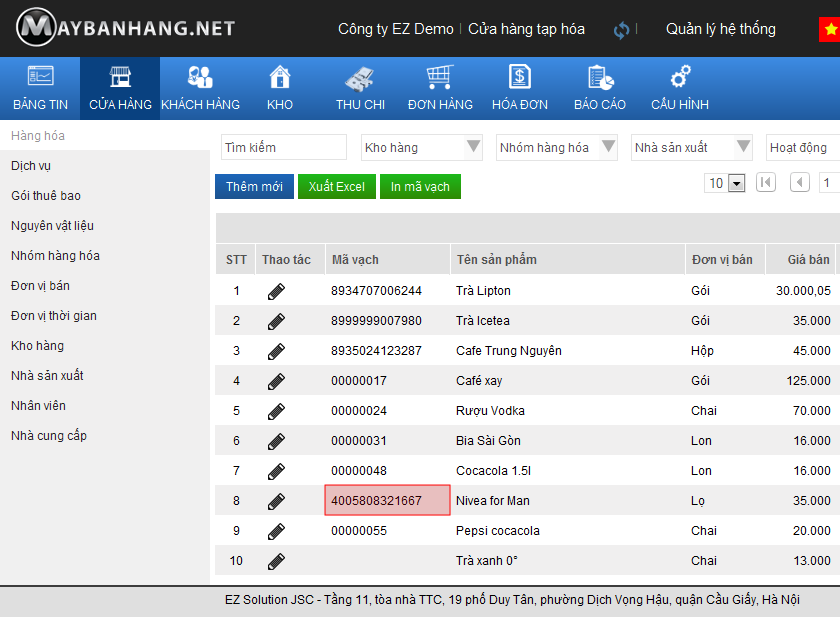 MAYBANHANG.NET
Công ty EZ Demo | Cửa hàng tạp hóa | Quản lý hệ thống
BẢNG TIN CỬA HÀNG KHÁCH HÀNG KHO THU CHI ĐƠN HÀNG HÓA ĐƠN BÁO CÁO CẤU HÌNH
Hàng hóa
Dịch vụ
Gói thuê bao
Nguyên vật liệu
Nhóm hàng hóa
Đơn vị bán
Đơn vị thời gian
Kho hàng
Nhà sản xuất
Nhân viên
Nhà cung cấp
Tìm kiếm Kho hàng Nhóm hàng hóa Nhà sản xuất Hoạt động
Thêm mới Xuất Excel In mã vạch 10 1
STT Thao tác Mã vạch Tên sản phẩm Đơn vị bán Giá bán
1 8934707006244 Trà Lipton Gói 30.000,05
2 8999999007980 Trà Icetea Gói 35.000
3 8935024123287 Cafe Trung Nguyên Hộp 45.000
4 00000017 Café xay Gói 125.000
5 00000024 Rượu Vodka Chai 70.000
6 00000031 Bia Sài Gòn Lon 16.000
7 00000048 Cocacola 1.5l Lon 16.000
8 4005808321667 Nivea for Man Lọ 35.000
9 00000055 Pepsi cocacola Chai 20.000
10 Trà xanh 0° Chai 13.000
EZ Solution JSC - Tầng 11, tòa nhà TTC, 19 phố Duy Tân, phường Dịch Vọng Hậu, quận Cầu Giấy, Hà Nội